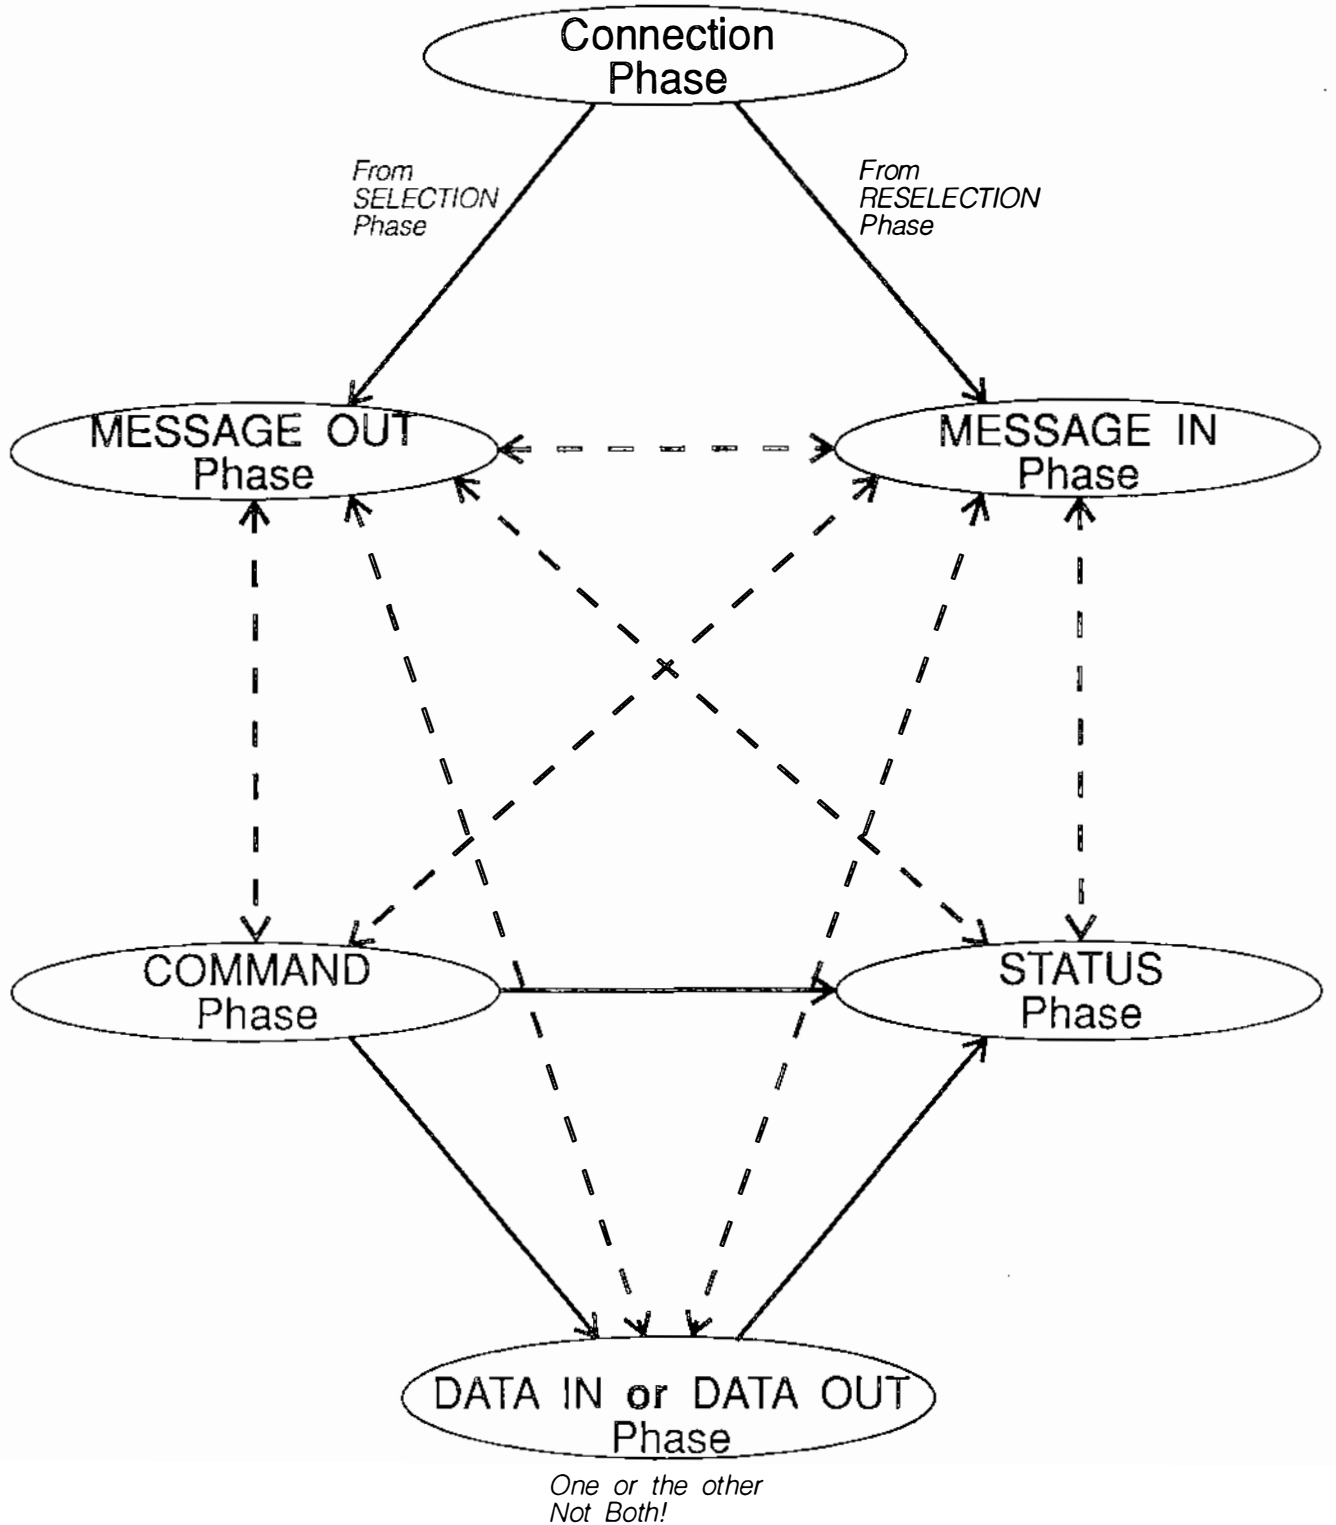 Connection
Phase
From
SELECTION
Phase
From
RESELECTION
Phase
MESSAGE OUT
Phase
MESSAGE IN
Phase
COMMAND
Phase
STATUS
Phase
DATA IN or DATA OUT
Phase
One or the other
Not Both!